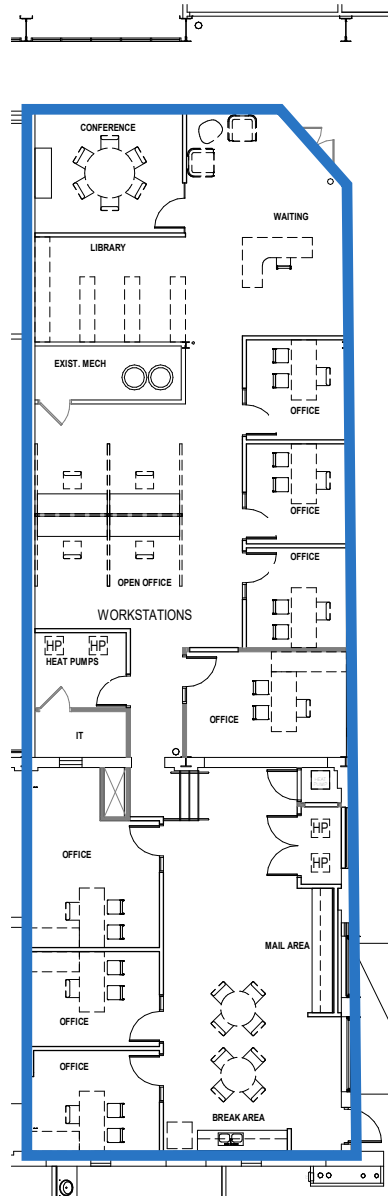 CONFERENCE
WAITING
LIBRARY
EXIST. MECH
OFFICE
OFFICE
OFFICE
OPEN OFFICE
WORKSTATIONS
HP HP
HEAT PUMPS
OFFICE
IT
HP
OFFICE
HP
MAIL AREA
OFFICE
OFFICE
BREAK AREA